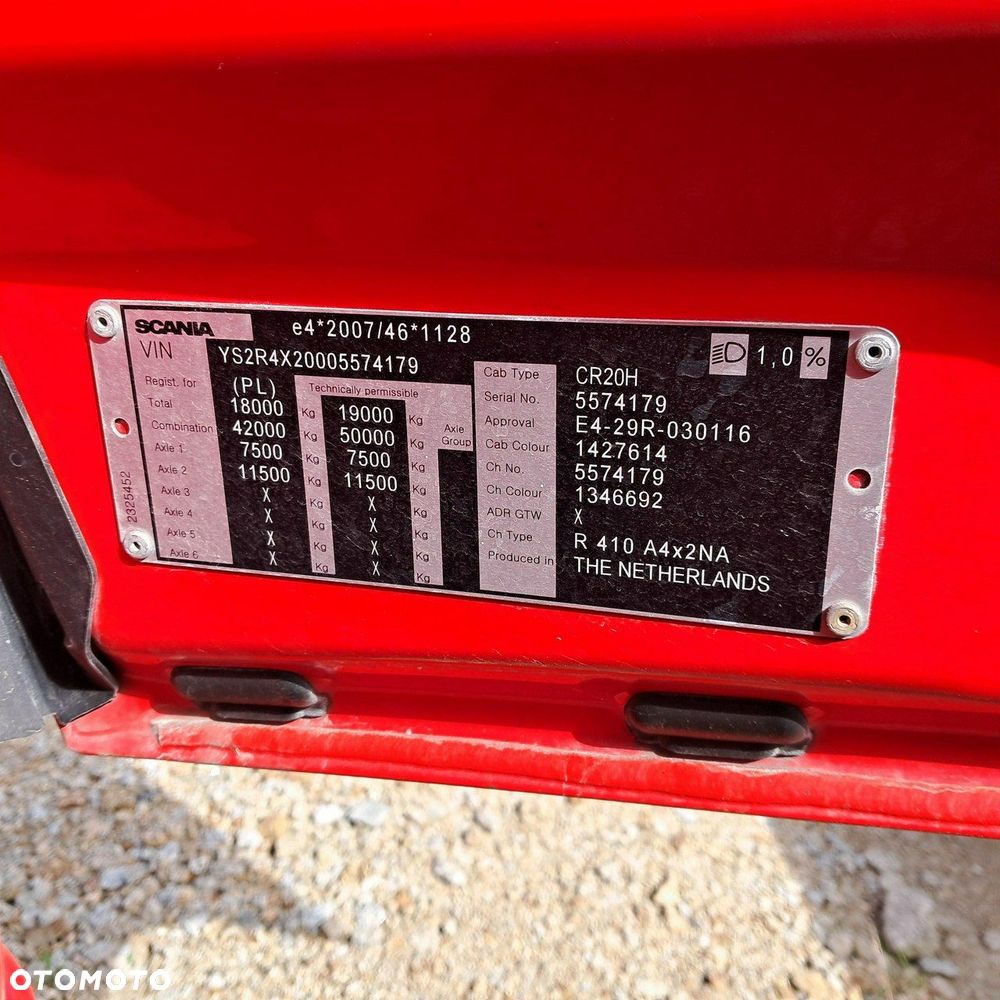 SCANIA e4*2007/46*1128 1,0 %
VIN YS2R4X20005574179
Regist. for (PL) Technically permissible
Total 18000 Kg 19000 Kg
Combination 42000 Kg 50000 Kg Axle Group
Axle 1 7500 Kg 7500 Kg
Axle 2 11500 Kg 11500 Kg
Axle 3 X Kg X Kg
Axle 4 X Kg X Kg
Axle 5 X Kg X Kg
Axle 6 X Kg X Kg
2325452
Cab Type CR20H
Serial No. 5574179
Approval E4-29R-030116
Cab Colour 1427614
Ch No. 5574179
Ch Colour 1346692
ADR GTW X
Ch Type R 410 A4x2NA
Produced in THE NETHERLANDS
OTOMOTO